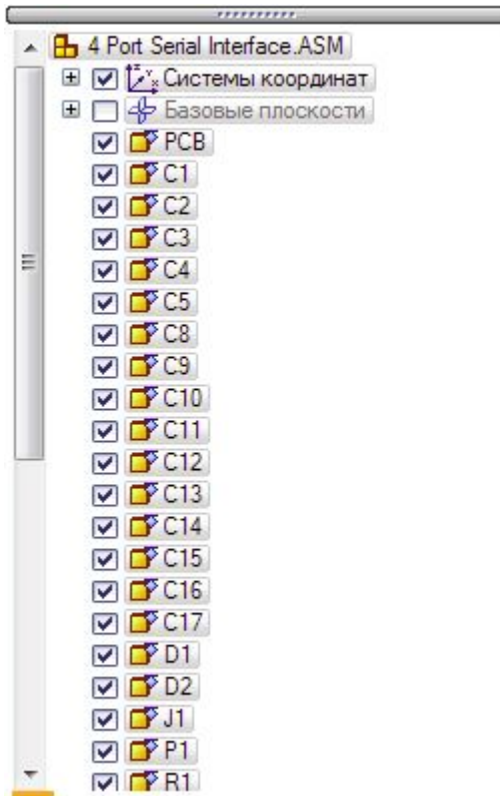 4 Port Serial Interface.ASM
Системы координат
Базовые плоскости
PCB
C1
C2
C3
C4
C5
C8
C9
C10
C11
C12
C13
C14
C15
C16
C17
D1
D2
J1
P1
R1